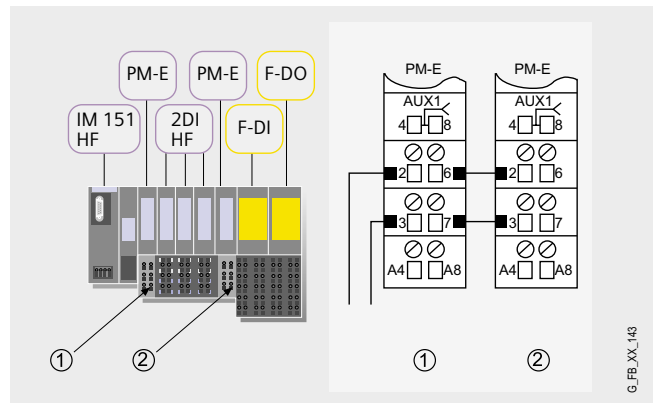 PM-E PM-E F-DO
IM 151
HF
2DI
HF
F-DI
1 2
PM-E PM-E
AUX1 AUX1
4 8 4 8
2 6 2 6
3 7 3 7
A4 A8 A4 A8
1 2
G_FB_XX_143